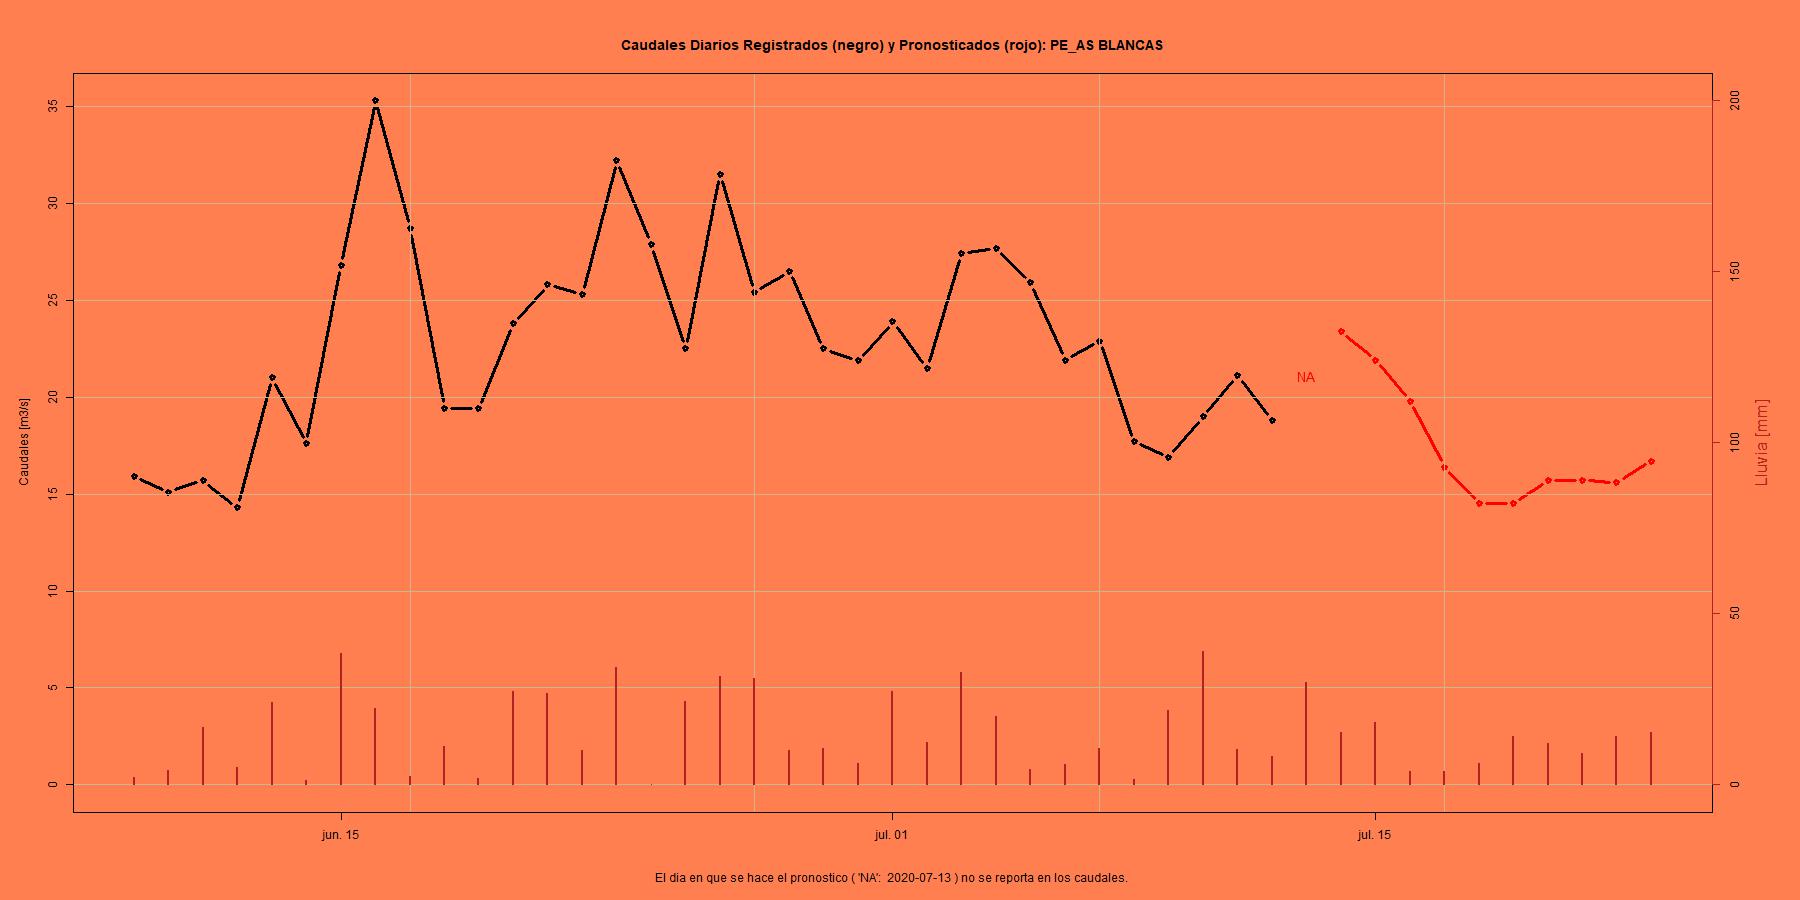 Caudales Diarios Registrados (negro) y Pronosticados (rojo): PE_AS BLANCAS
35
30
25
20
15
10
5
0
Caudales [m3/s]
NA
200
150
100
50
0
Lluvia [mm]
jun. 15
jul. 01
jul. 15
El dia en que se hace el pronostico ( 'NA': 2020-07-13 ) no se reporta en los caudales.